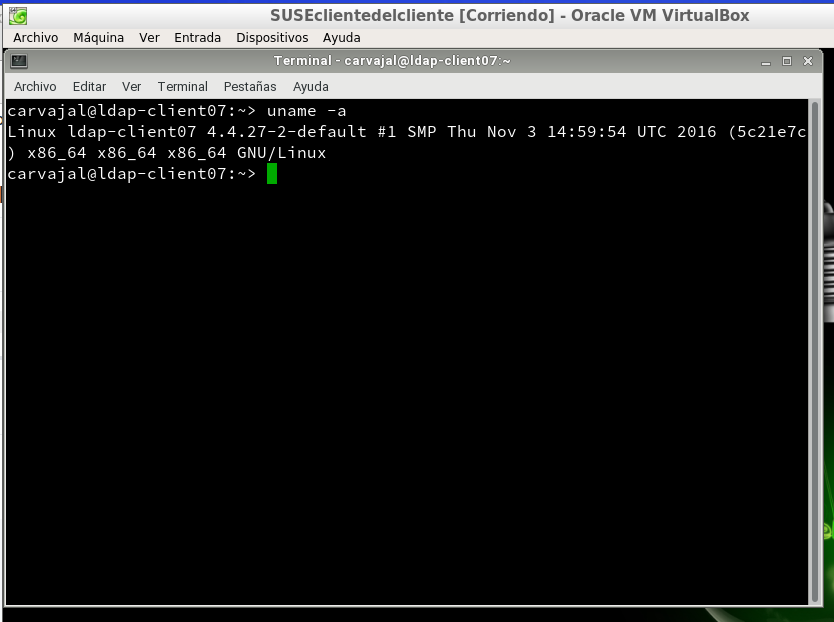 SUSEclientedelcliente [Corriendo] - Oracle VM VirtualBox
Archivo Máquina Ver Entrada Dispositivos Ayuda
Terminal - carvajal@ldap-client07:~
Archivo Editar Ver Terminal Pestañas Ayuda
carvajal@ldap-client07:~> uname -a
Linux ldap-client07 4.4.27-2-default #1 SMP Thu Nov 3 14:59:54 UTC 2016 (5c21e7c
) x86_64 x86_64 x86_64 GNU/Linux
carvajal@ldap-client07:~>